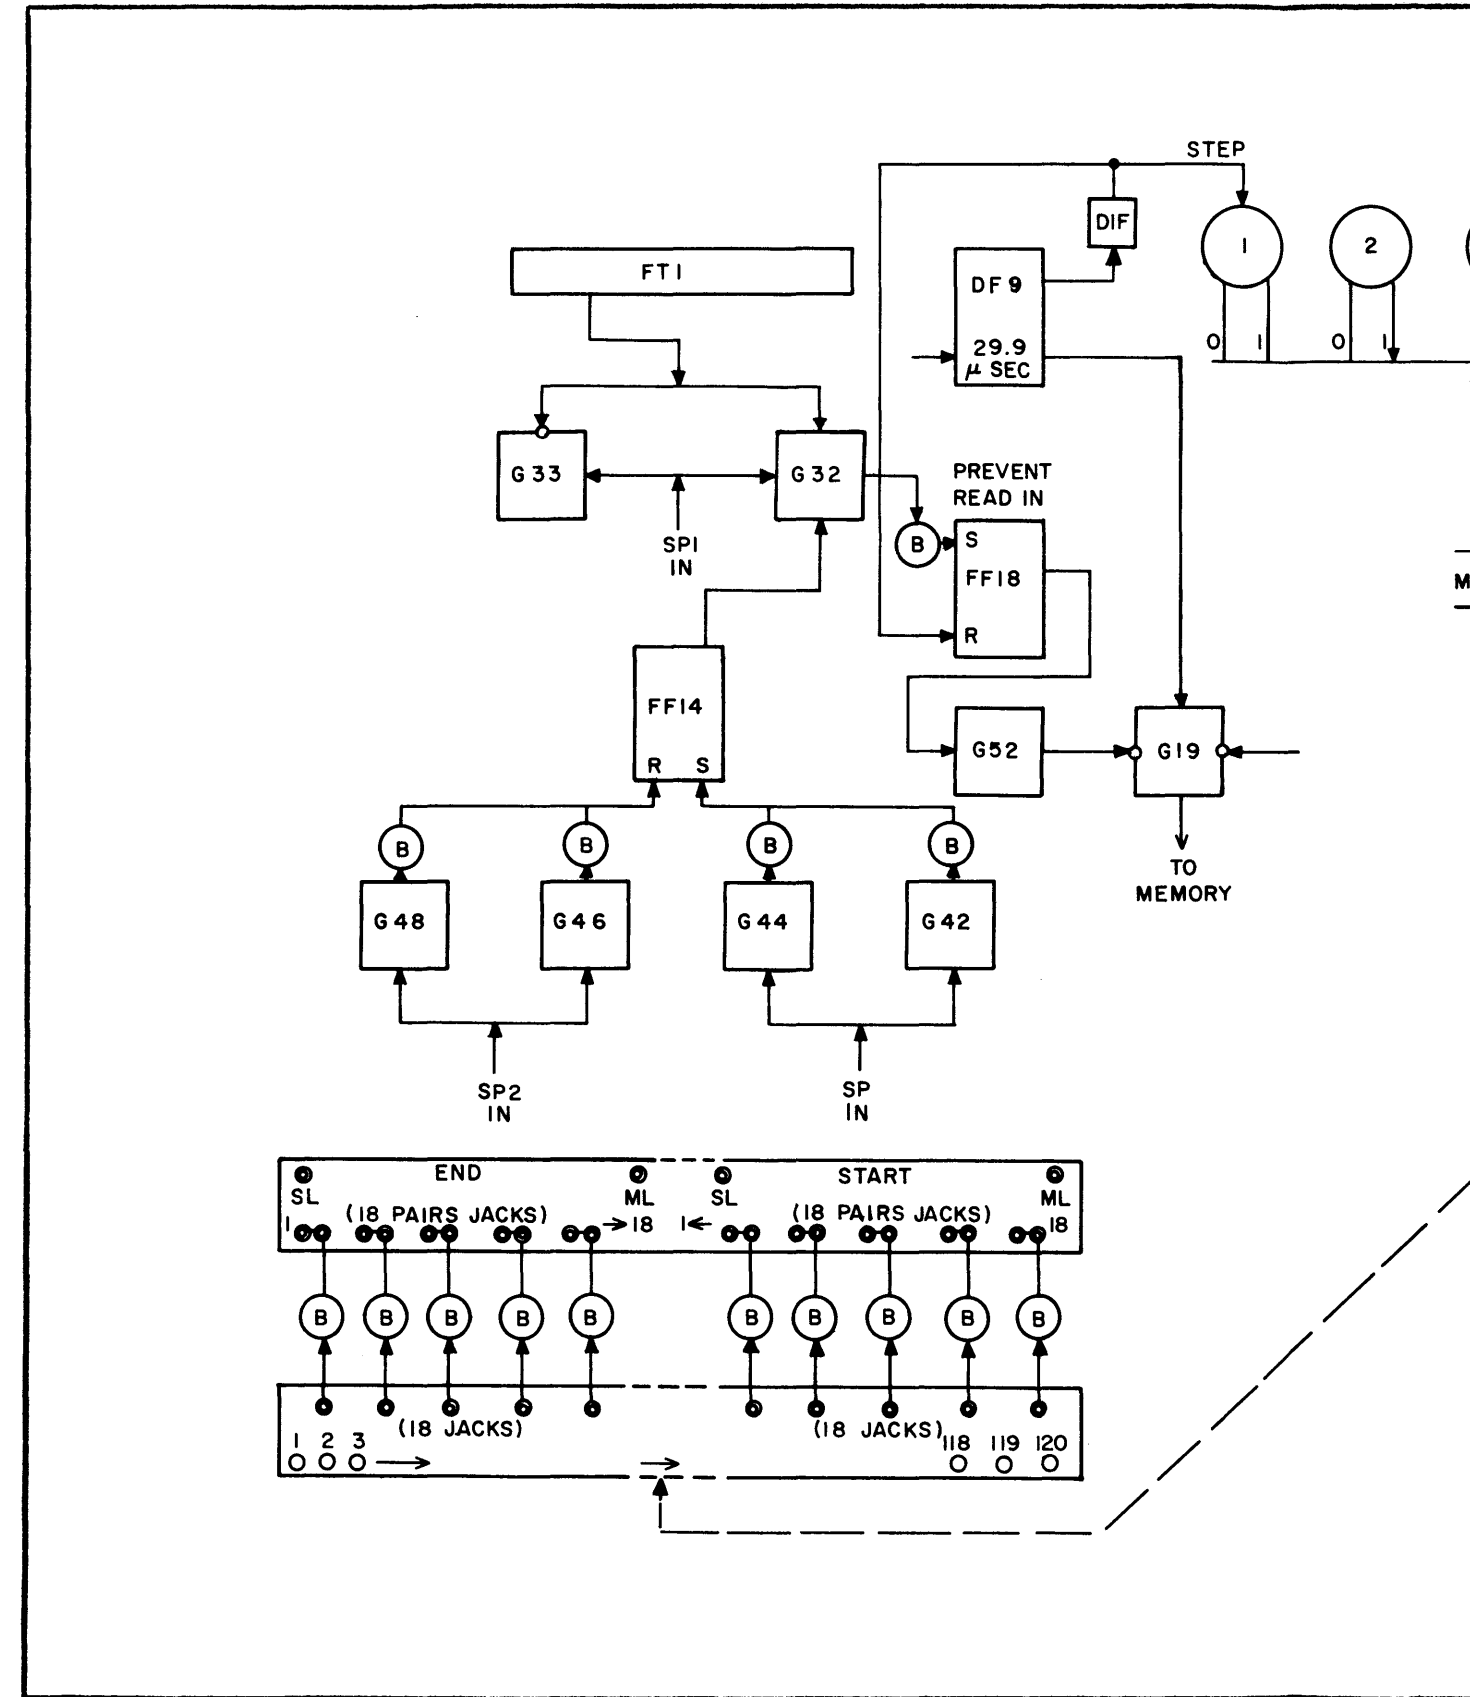 STEP
DIF
1
2
FT1
DF9
0
1
0
1
29.9
μ SEC
G33
G32
PREVENT
READ IN
SP1
IN
B
S
FF18
M
R
FF14
G52
G19
R S
B
B
B
B
TO
MEMORY
G48
G46
G44
G42
SP2
IN
SP
IN
END
START
SL
ML
SL
ML
1 (18 PAIRS JACKS) 18
1 (18 PAIRS JACKS) 18
B B B B B
B B B B B
(18 JACKS)
(18 JACKS)
1 2 3
118 119 120